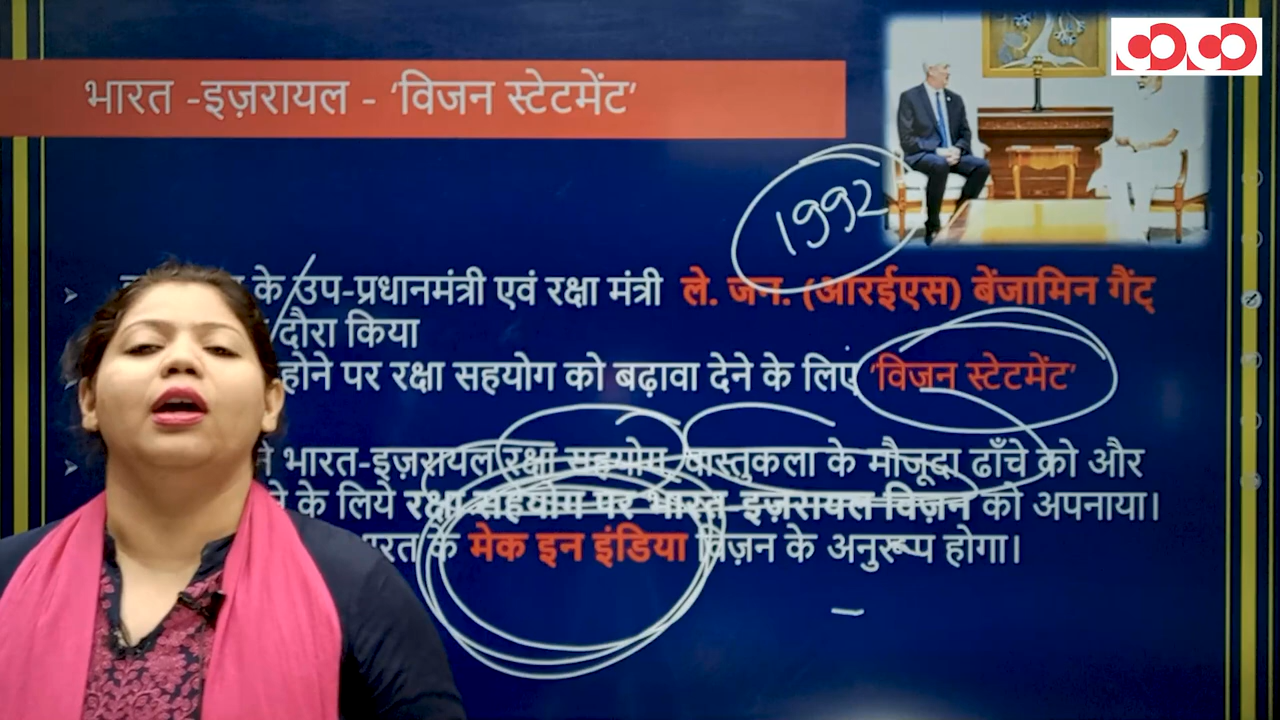 भारत -इज़रायल - ‘विजन स्टेटमेंट’
1992
के उप-प्रधानमंत्री एवं रक्षा मंत्री ले. जन. (आरईएस) बेंजामिन गैंट्
दौरा किया
होने पर रक्षा सहयोग को बढ़ावा देने के लिए ‘विजन स्टेटमेंट’
भारत-इज़रायल रक्षा सहयोग वास्तुकला के मौजूदा ढाँचे को और
के लिये रक्षा सहयोग पर भारत इज़रायल विज़न को अपनाया।
के मेक इन इंडिया विज़न के अनुरूप होगा।